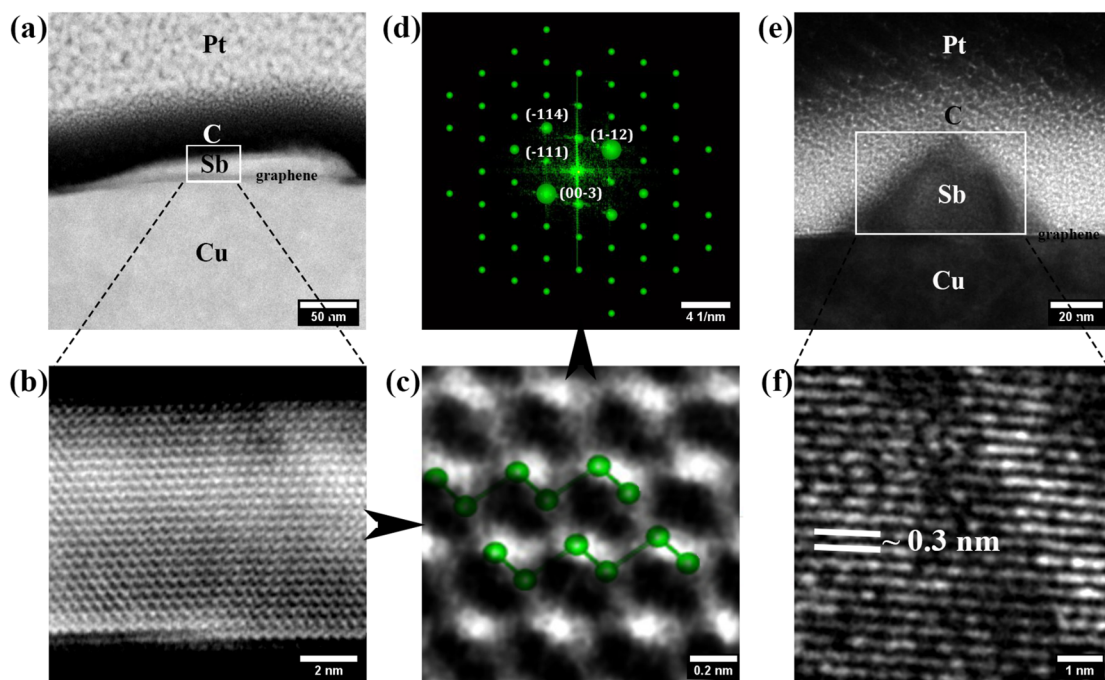 (a)
Pt
C
Sb
graphene
Cu
50 nm
(d)
(-114)
(1-12)
(-111)
(00-3)
4 1/nm
(e)
Pt
C
Sb
graphene
Cu
20 nm
(b)
2 nm
(c)
0.2 nm
(f)
~ 0.3 nm
1 nm